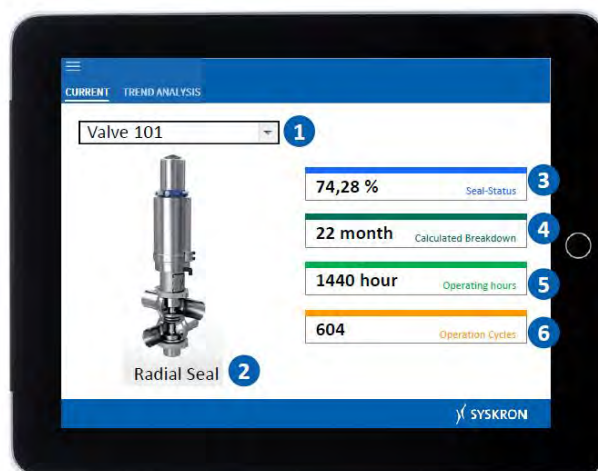 CURRENT TREND ANALYSIS
Valve 101
1
74,28 % Seal-Status 3
22 month Calculated Breakdown 4
1440 hour Operating hours 5
604 Operation Cycles 6
Radial Seal 2
SYSKRON